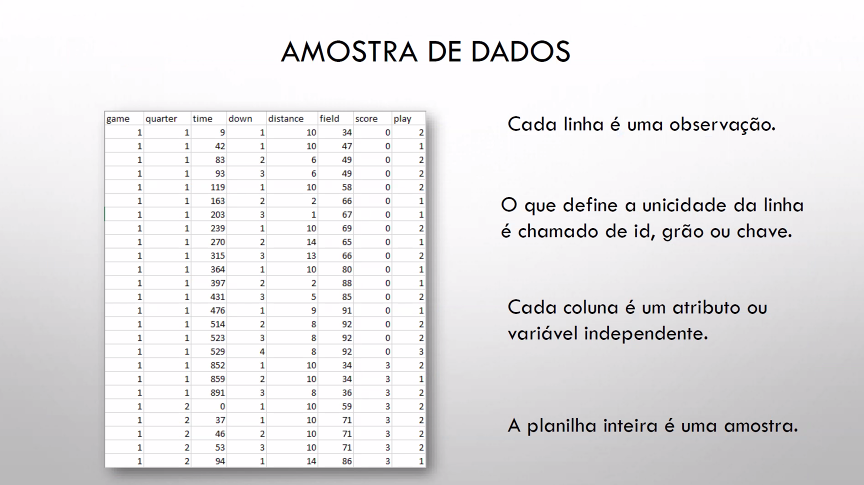 AMOSTRA DE DADOS
game quarter time down distance field score play
1 1 9 1 10 34 0 2
1 1 42 1 10 47 0 1
1 1 83 2 6 49 0 2
1 1 93 3 6 49 0 2
1 1 119 1 10 58 0 2
1 1 163 2 2 66 0 1
1 1 203 3 1 67 0 1
1 1 239 1 10 69 0 2
1 1 270 2 14 65 0 1
1 1 315 3 13 66 0 2
1 1 364 1 10 80 0 1
1 1 397 2 2 88 0 1
1 1 431 3 5 85 0 2
1 1 476 1 9 91 0 1
1 1 514 2 8 92 0 2
1 1 523 3 8 92 0 2
1 1 529 4 8 92 0 3
1 1 852 1 10 34 3 2
1 1 859 2 10 34 3 1
1 1 891 3 8 36 3 2
1 2 0 1 10 59 3 2
1 2 37 1 10 71 3 2
1 2 46 2 10 71 3 2
1 2 53 3 10 71 3 2
1 2 94 1 14 86 3 1
Cada linha é uma observação.
O que define a unicidade da linha
é chamado de id, grão ou chave.
Cada coluna é um atributo ou
variável independente.
A planilha inteira é uma amostra.